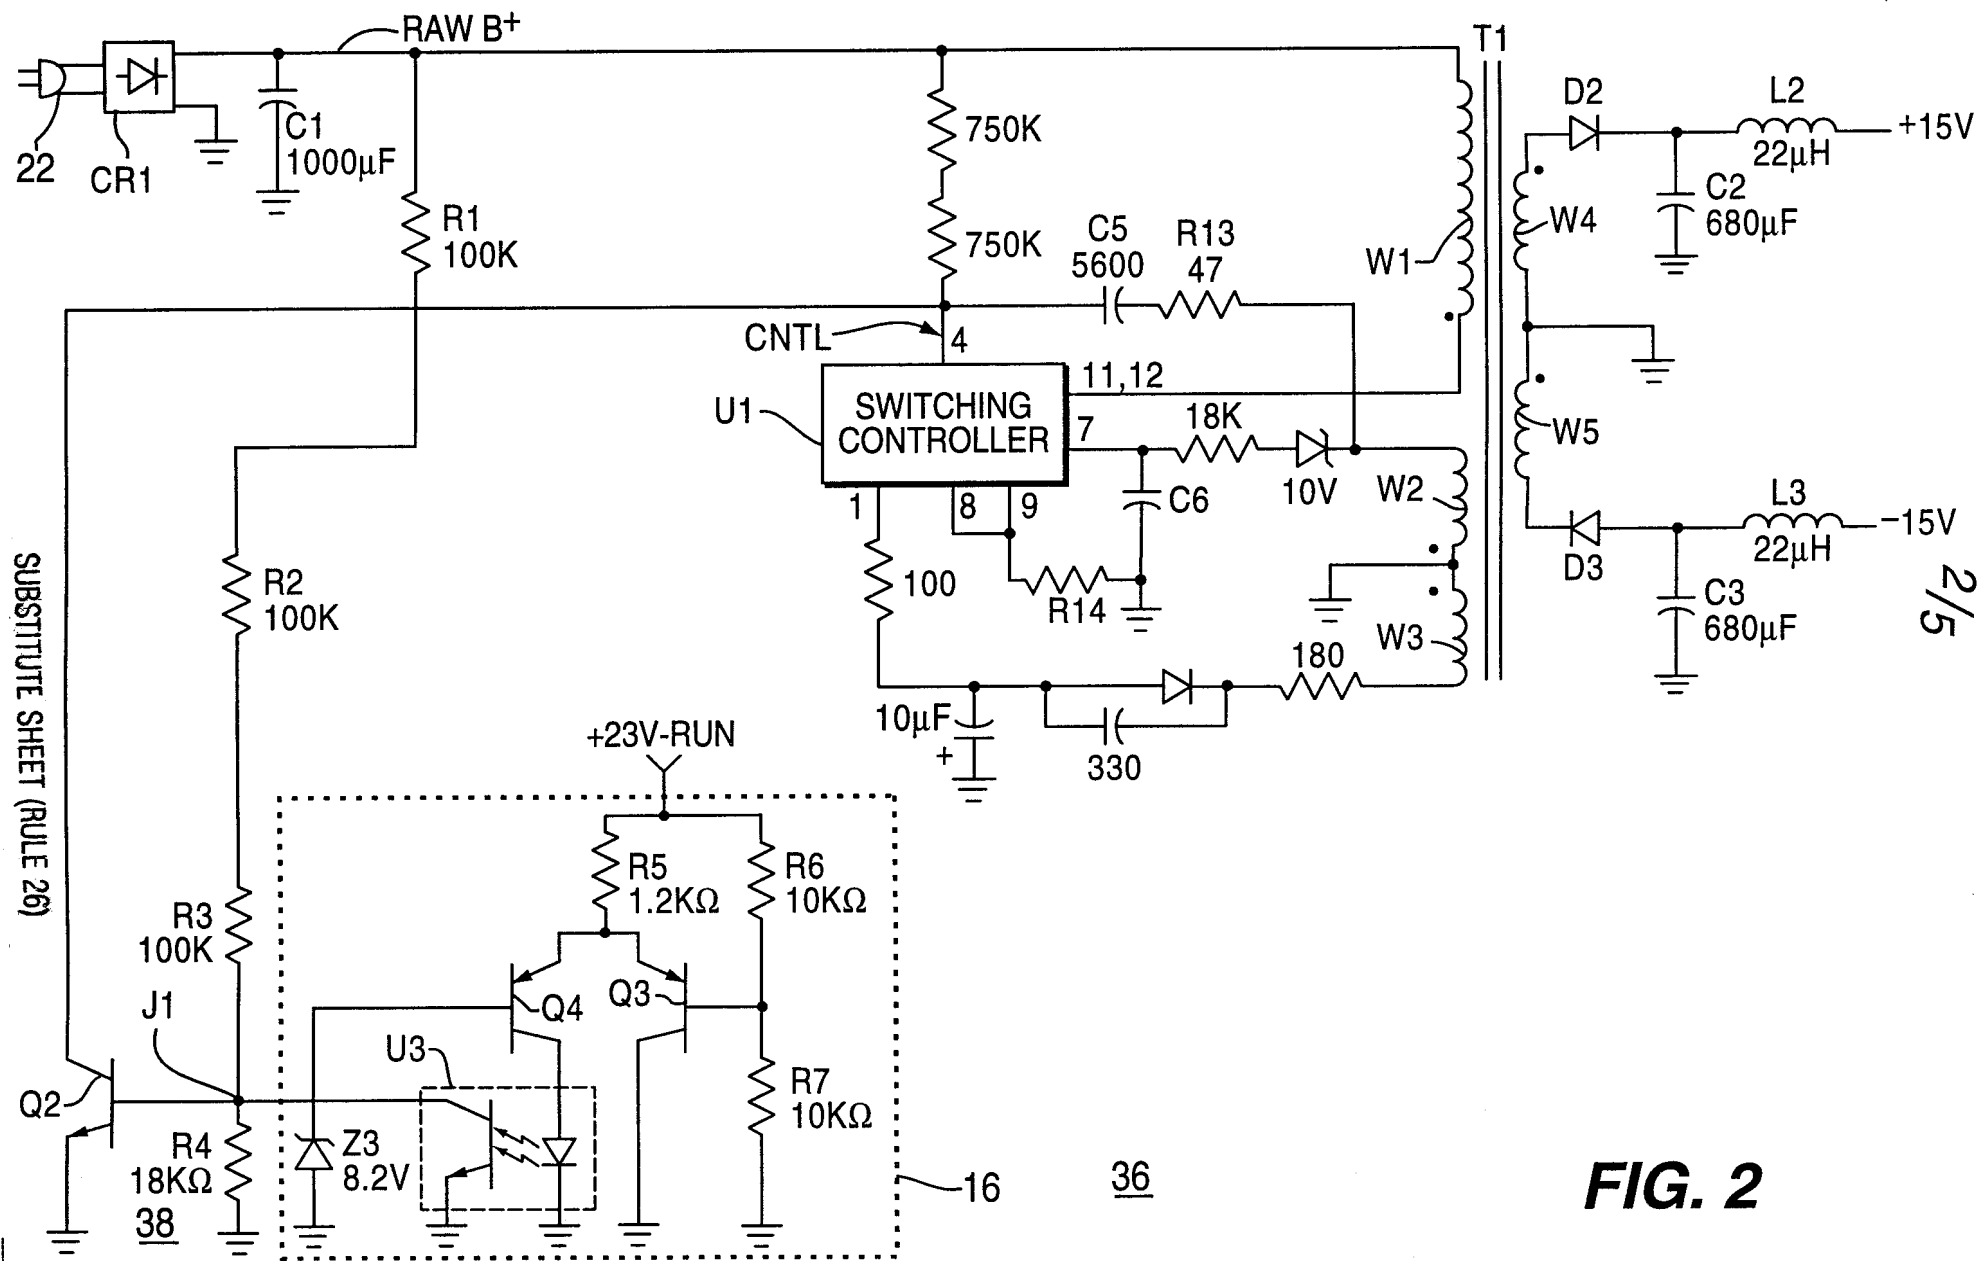 RAW B+
22
CR1
C1
1000µF
R1
100K
750K
750K
C5
5600
R13
47
CNTL
4
U1
SWITCHING
CONTROLLER
11,12
7
18K
10V
1
8
9
C6
100
R14
10µF
+
330
180
T1
W1
W2
W3
W4
W5
D2
L2
22µH
+15V
C2
680µF
D3
L3
22µH
−15V
C3
680µF
2/5
SUBSTITUTE SHEET (RULE 26)
R2
100K
R3
100K
J1
Q2
R4
18KΩ
38
+23V-RUN
R5
1.2KΩ
R6
10KΩ
Q4
Q3
U3
R7
10KΩ
Z3
8.2V
16
36
FIG. 2